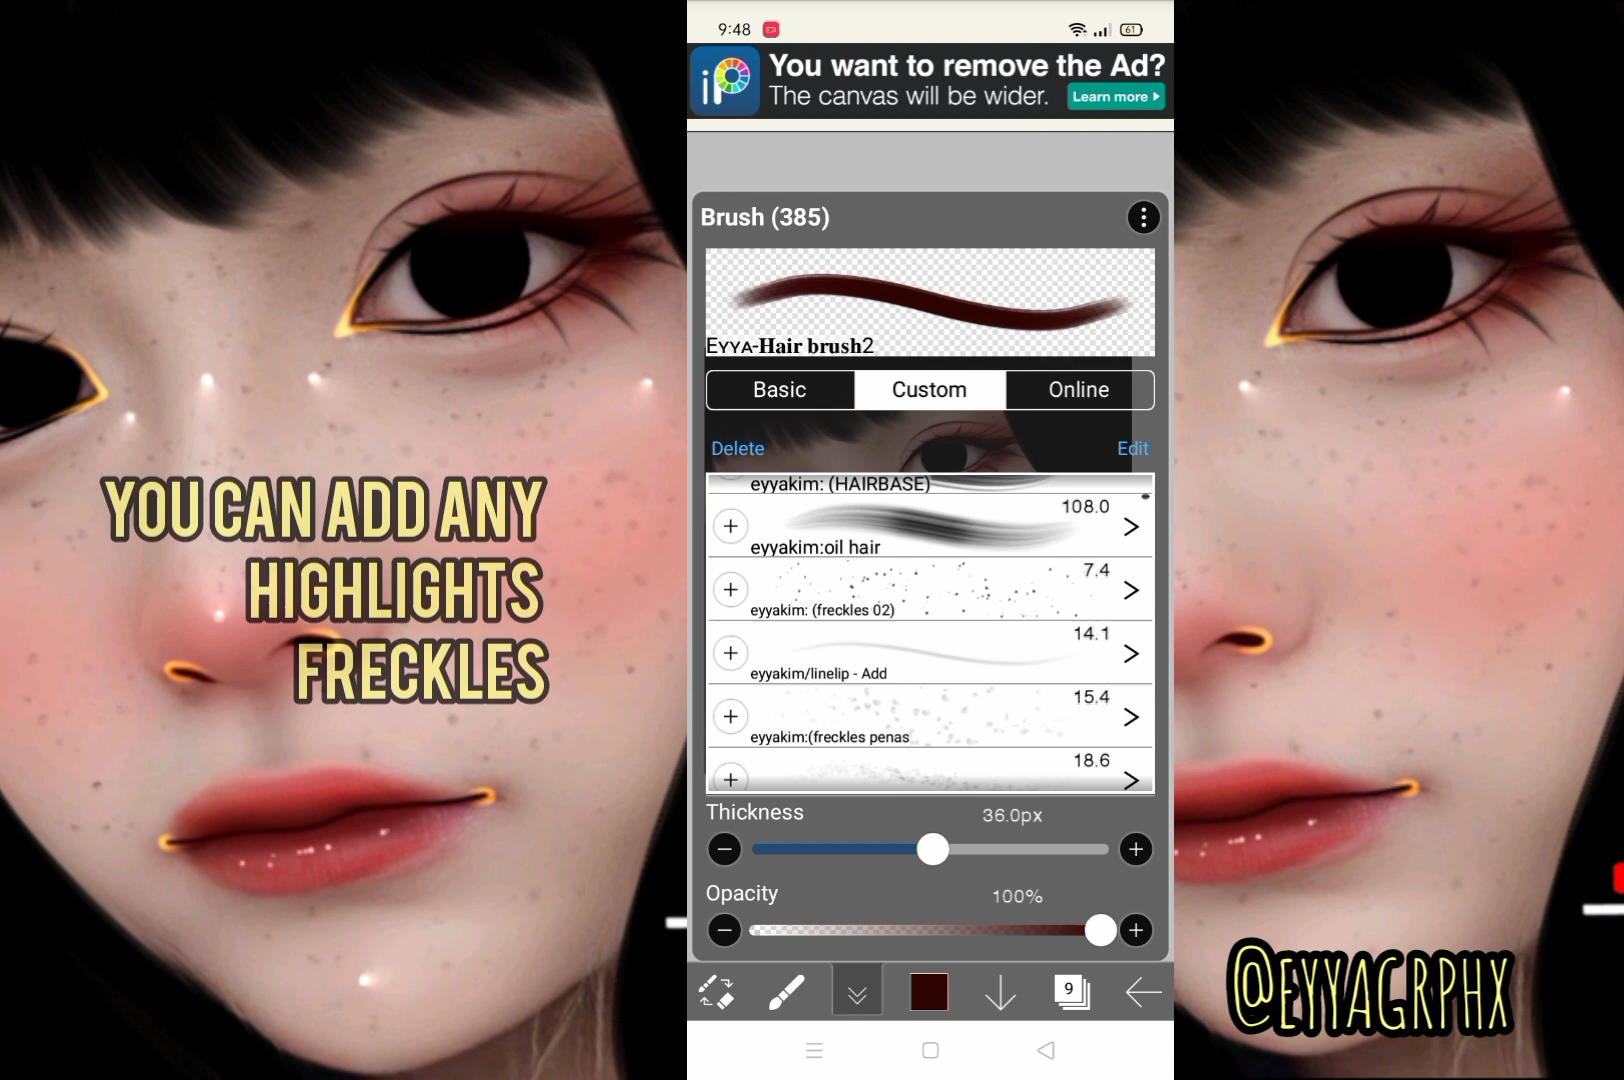 9:48
61
iP
You want to remove the Ad?
The canvas will be wider.
Learn more
Brush (385)
Eʏʏᴀ-Hair brush2
Basic
Custom
Online
Delete
Edit
eyyakim: (HAIRBASE)
108.0
eyyakim:oil hair
7.4
eyyakim: (freckles 02)
14.1
eyyakim/linelip - Add
15.4
eyyakim:(freckles penas
18.6
Thickness
36.0px
Opacity
100%
9
YOU CAN ADD ANY
HIGHLIGHTS
FRECKLES
@EYYAGRPHX